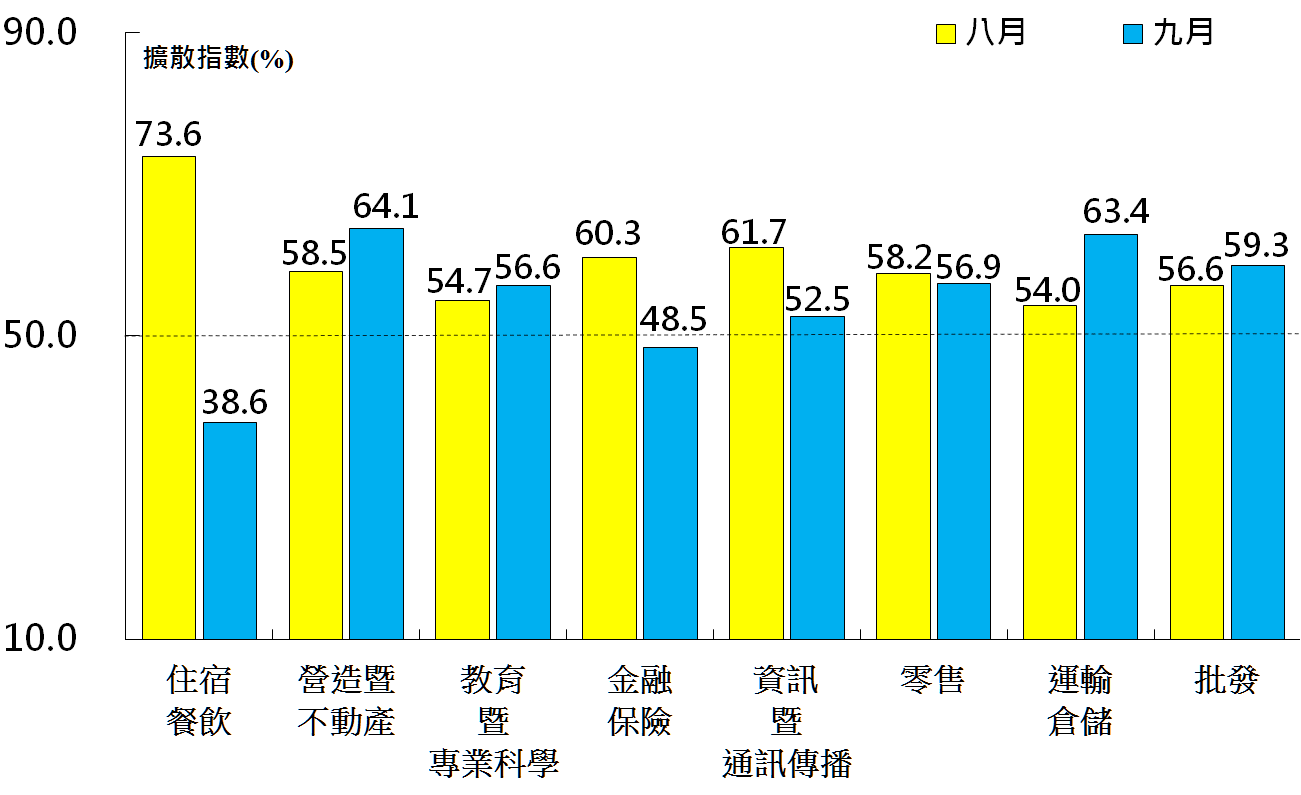 90.0
擴散指數(%)
八月
九月
73.6
38.6
58.5
64.1
54.7
56.6
60.3
48.5
61.7
52.5
58.2
56.9
54.0
63.4
56.6
59.3
50.0
10.0
住宿
餐飲
營造暨
不動產
教育
暨
專業科學
金融
保險
資訊
暨
通訊傳播
零售
運輸
倉儲
批發